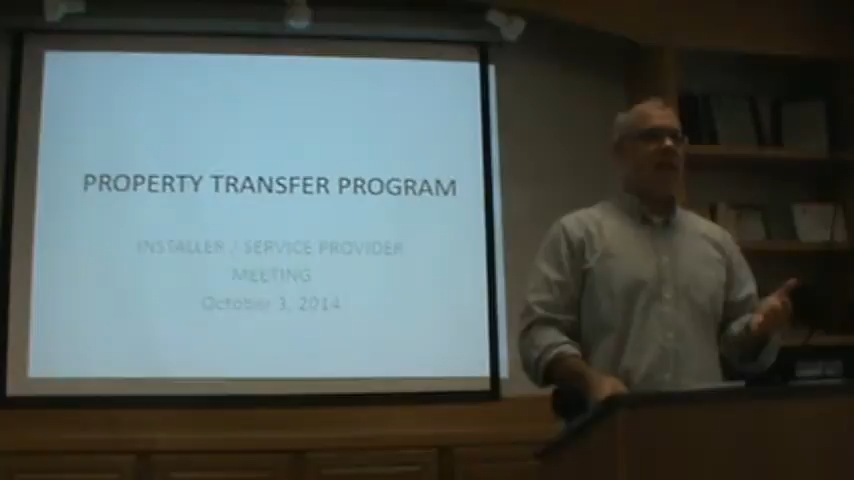 PROPERTY TRANSFER PROGRAM
INSTALLER / SERVICE PROVIDER
MEETING
October 3, 2014